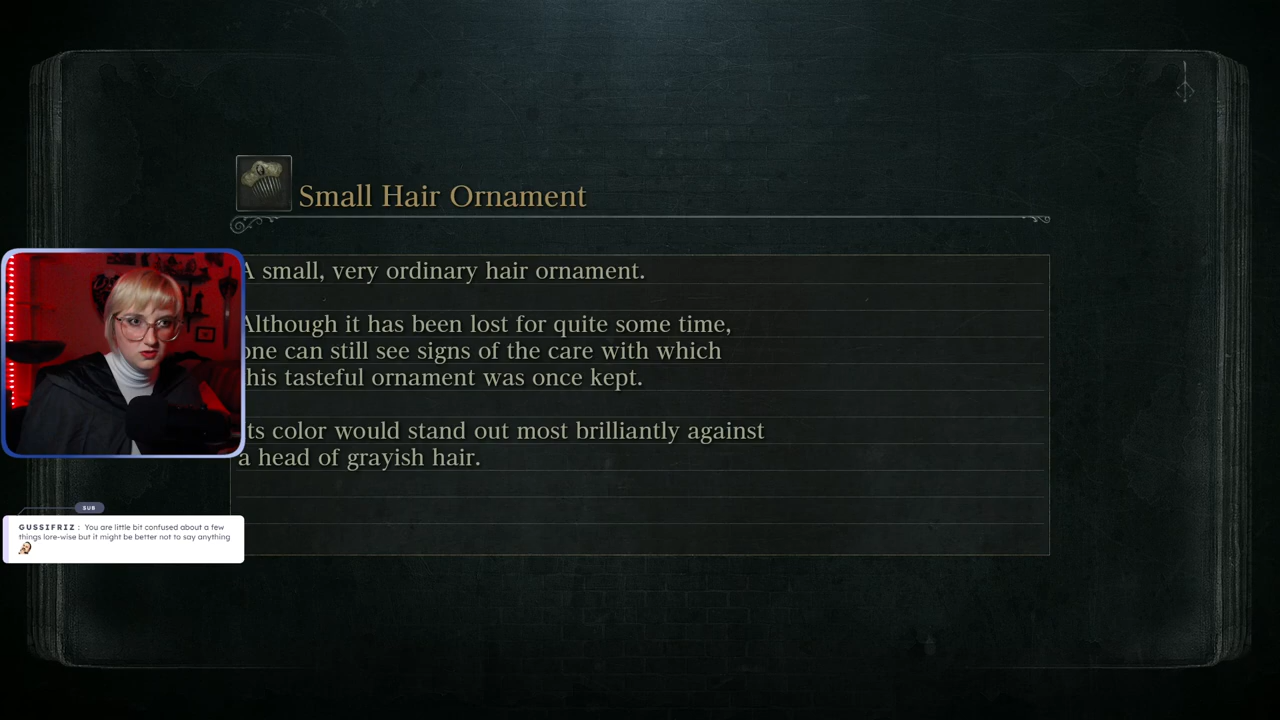 Small Hair Ornament
A small, very ordinary hair ornament.
Although it has been lost for quite some time,
one can still see signs of the care with which
this tasteful ornament was once kept.
Its color would stand out most brilliantly against
a head of grayish hair.
SUB
GUSSIFRIZ : You are little bit confused about a few
things lore-wise but it might be better not to say anything